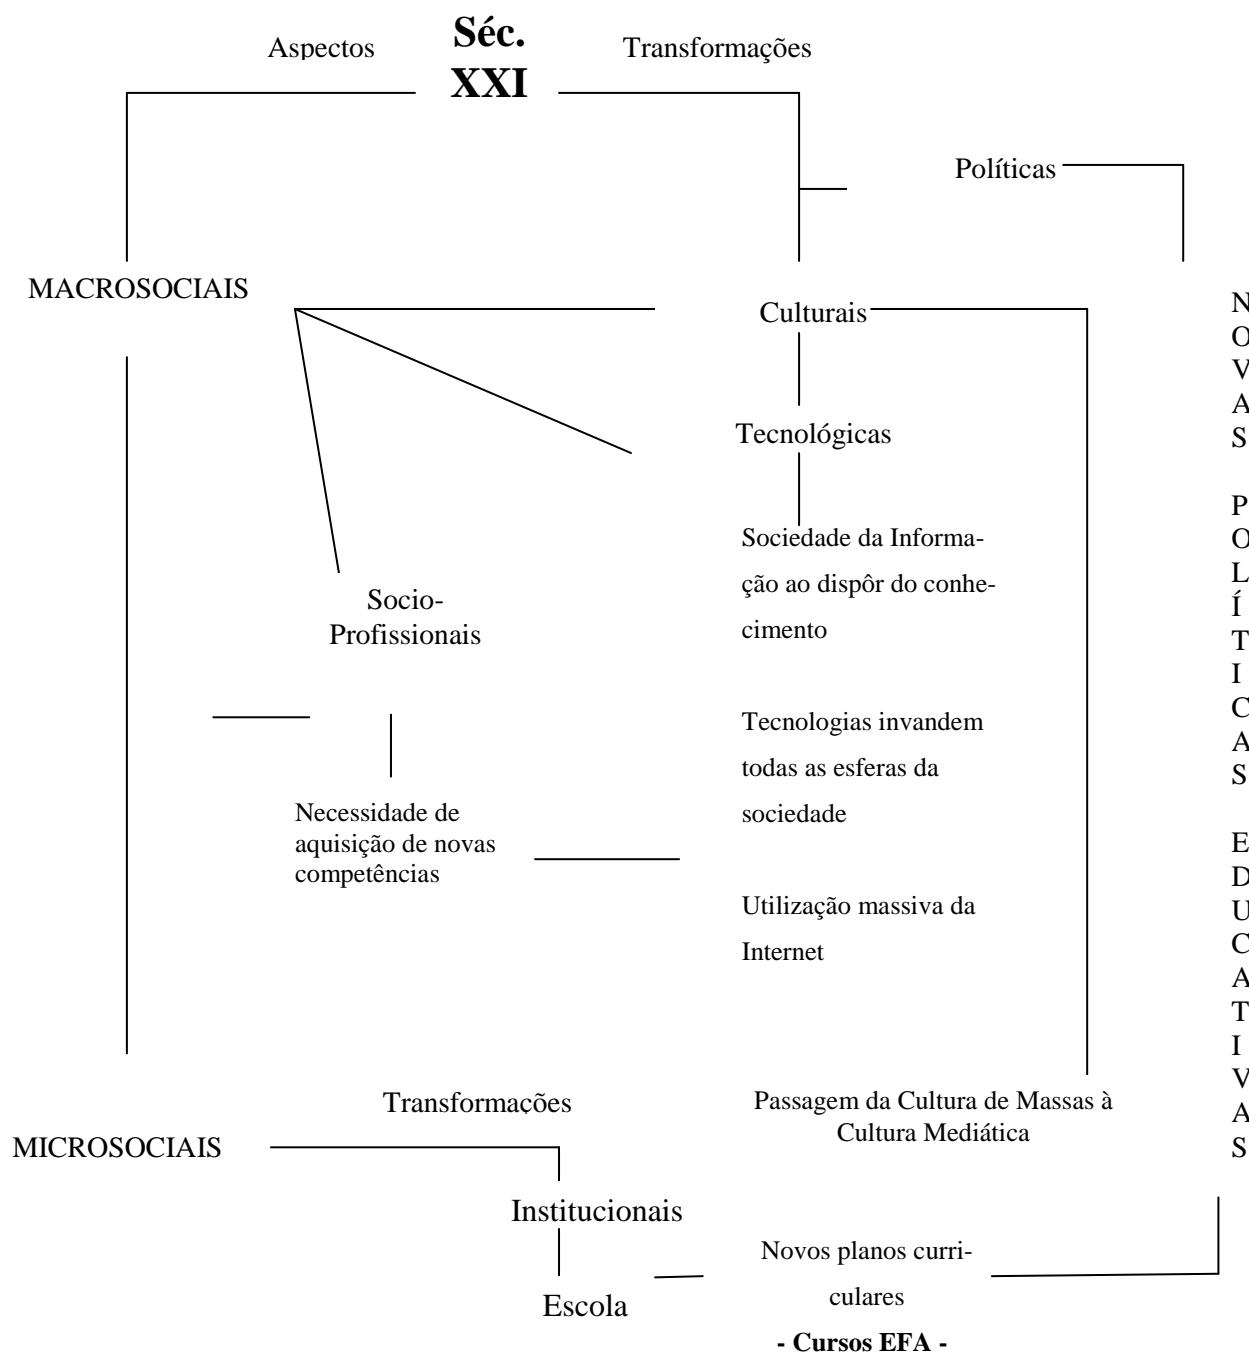 Aspectos
Séc.
XXI
Transformações
Políticas
MACROSOCIAIS
Culturais
Tecnológicas
Sociedade da Informa-
ção ao dispôr do conhe-
cimento
Socio-
Profissionais
Tecnologias invandem
todas as esferas da
sociedade
Necessidade de
aquisição de novas
competências
Utilização massiva da
Internet
N
O
V
A
S
P
O
L
Í
T
I
C
A
S
E
D
U
C
A
T
I
V
A
S
Transformações
Passagem da Cultura de Massas à
Cultura Mediática
MICROSOCIAIS
Institucionais
Escola
Novos planos curri-
culares
- Cursos EFA -